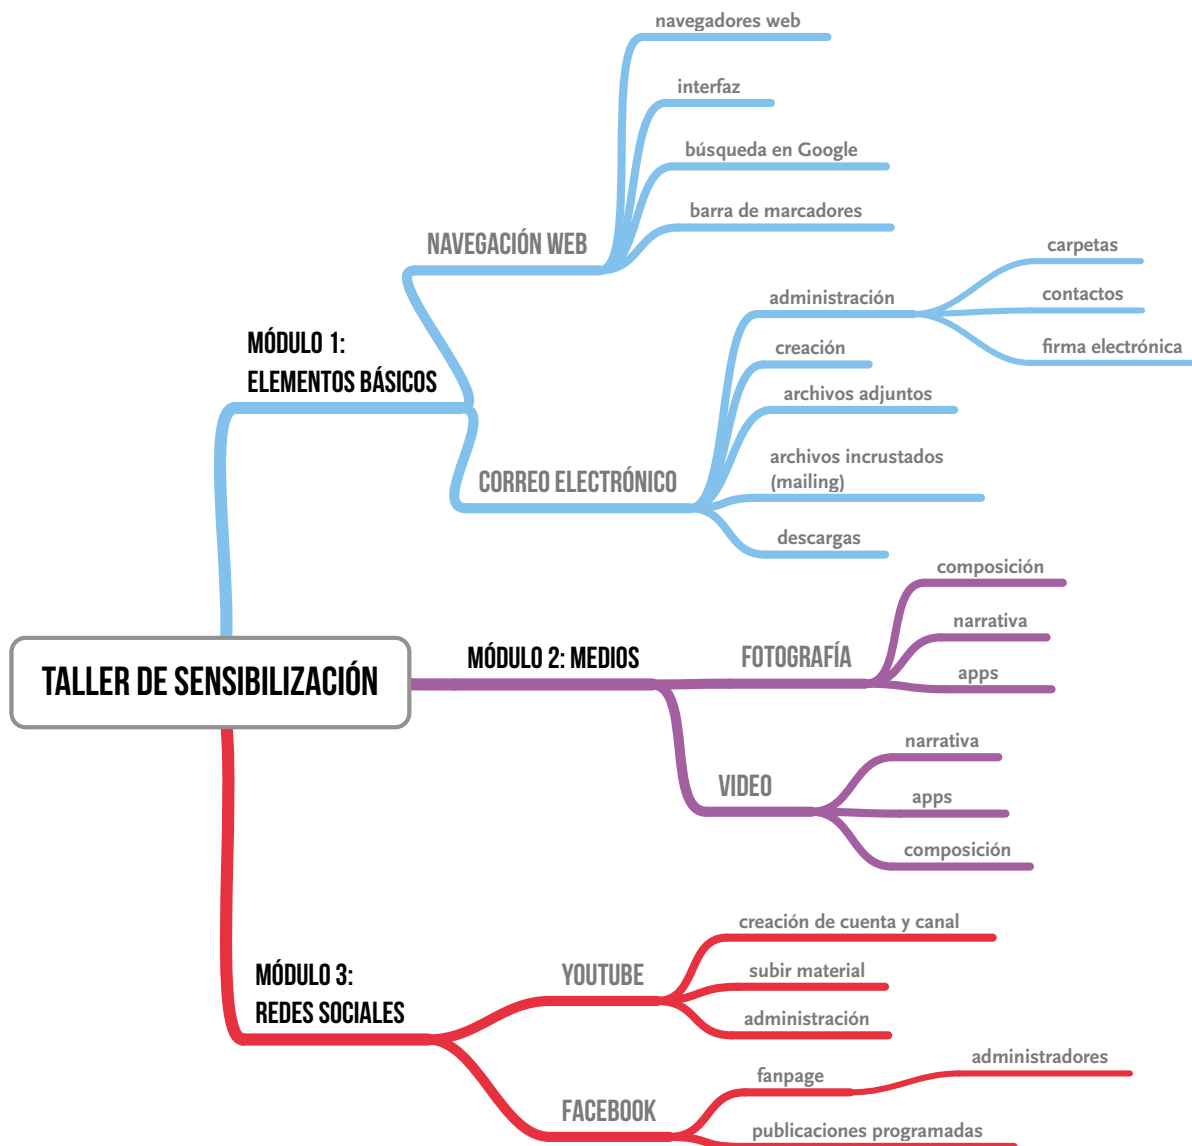 TALLER DE SENSIBILIZACIÓN
MÓDULO 1:
ELEMENTOS BÁSICOS
NAVEGACIÓN WEB
navegadores web
interfaz
búsqueda en Google
barra de marcadores
CORREO ELECTRÓNICO
administración
carpetas
contactos
firma electrónica
creación
archivos adjuntos
archivos incrustados
(mailing)
descargas
MÓDULO 2: MEDIOS
FOTOGRAFÍA
composición
narrativa
apps
VIDEO
narrativa
apps
composición
MÓDULO 3:
REDES SOCIALES
YOUTUBE
creación de cuenta y canal
subir material
administración
FACEBOOK
fanpage
administradores
publicaciones programadas